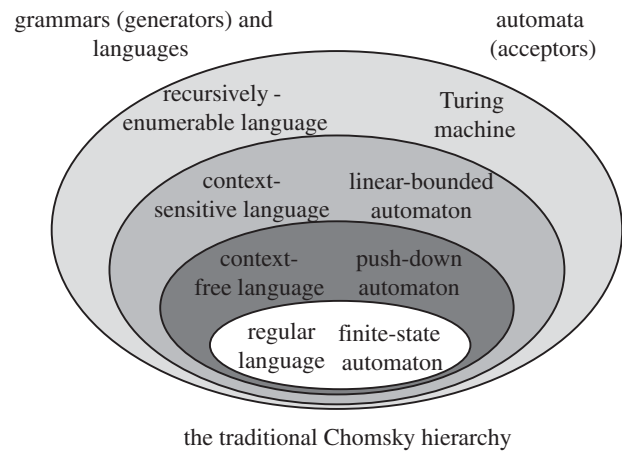 grammars (generators) and
languages
automata
(acceptors)
recursively -
enumerable language
Turing
machine
context-
sensitive language
linear-bounded
automaton
context-
free language
push-down
automaton
regular
language
finite-state
automaton
the traditional Chomsky hierarchy